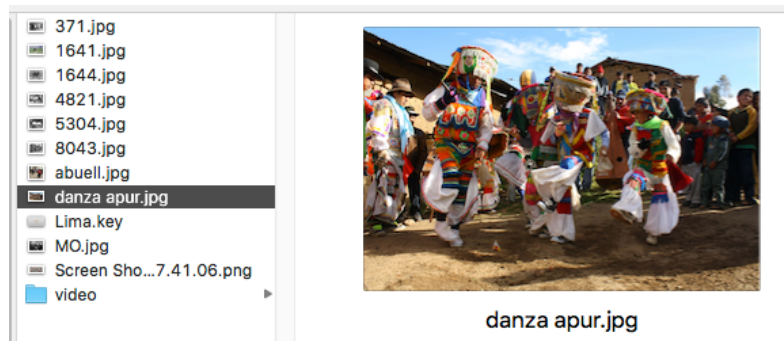 371.jpg
1641.jpg
1644.jpg
4821.jpg
5304.jpg
8043.jpg
abuell.jpg
danza apur.jpg
Lima.key
MO.jpg
Screen Sho...7.41.06.png
video
danza apur.jpg